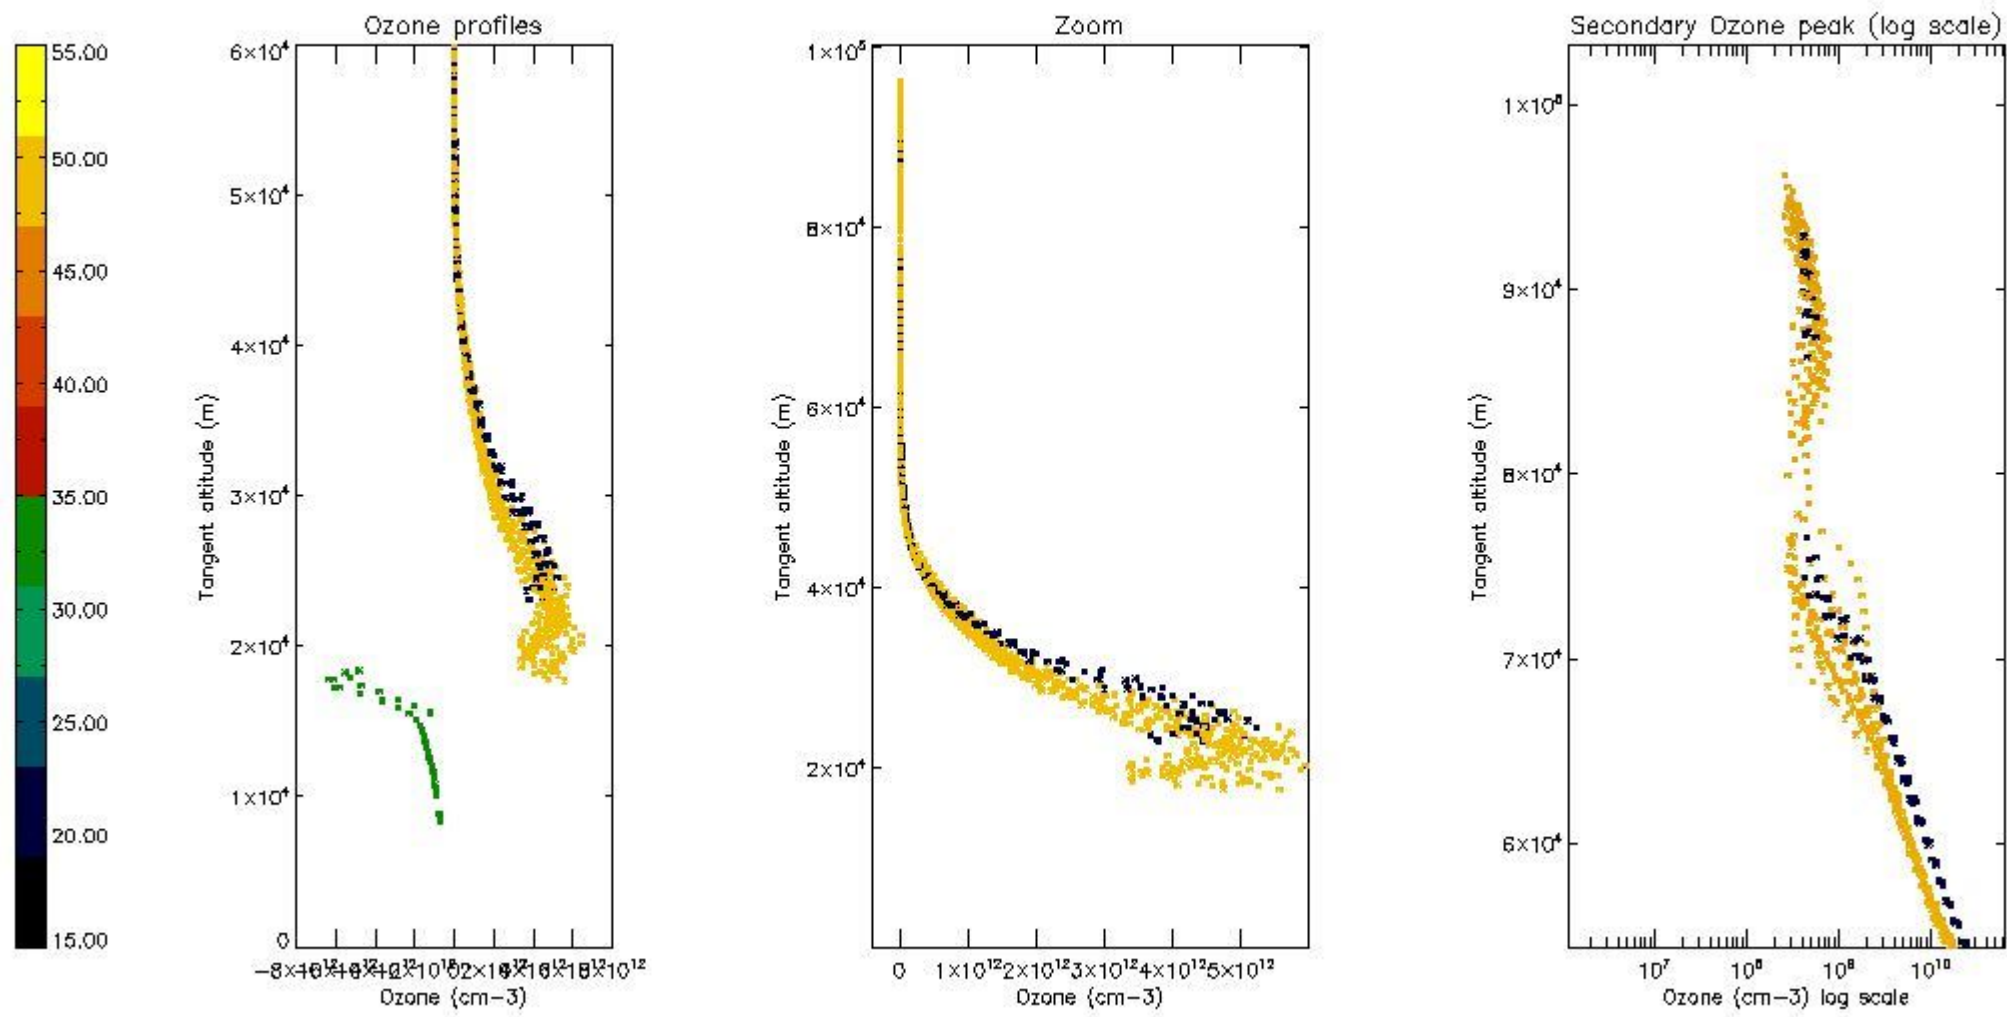 Ozone profiles
Zoom
Secondary Ozone peak (log scale)
55.00
50.00
45.00
40.00
35.00
30.00
25.00
20.00
15.00
6×10⁴
5×10⁴
4×10⁴
3×10⁴
2×10⁴
1×10⁴
0
Tangent altitude (m)
Ozone (cm-3)
1×10⁵
8×10⁴
6×10⁴
4×10⁴
2×10⁴
Tangent altitude (m)
0 1×10¹² 2×10¹² 3×10¹² 4×10¹² 5×10¹²
Ozone (cm-3)
9×10⁴
8×10⁴
7×10⁴
6×10⁴
Tangent altitude (m)
10⁷ 10⁸ 10⁹ 10¹⁰
Ozone (cm-3) log scale